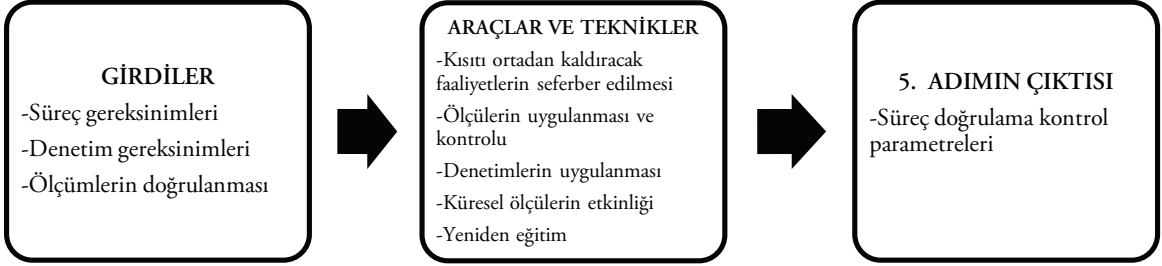 GİRDİLER
-Süreç gereksinimleri
-Denetim gereksinimleri
-Ölçümlerin doğrulanması
ARAÇLAR VE TEKNİKLER
-Kısıtı ortadan kaldıracak
faaliyetlerin seferber edilmesi
-Ölçülerin uygulanması ve
kontrolu
-Denetimlerin uygulanması
-Küresel ölçülerin etkinliği
-Yeniden eğitim
5. ADIMIN ÇIKTISI
-Süreç doğrulama kontrol
parametreleri